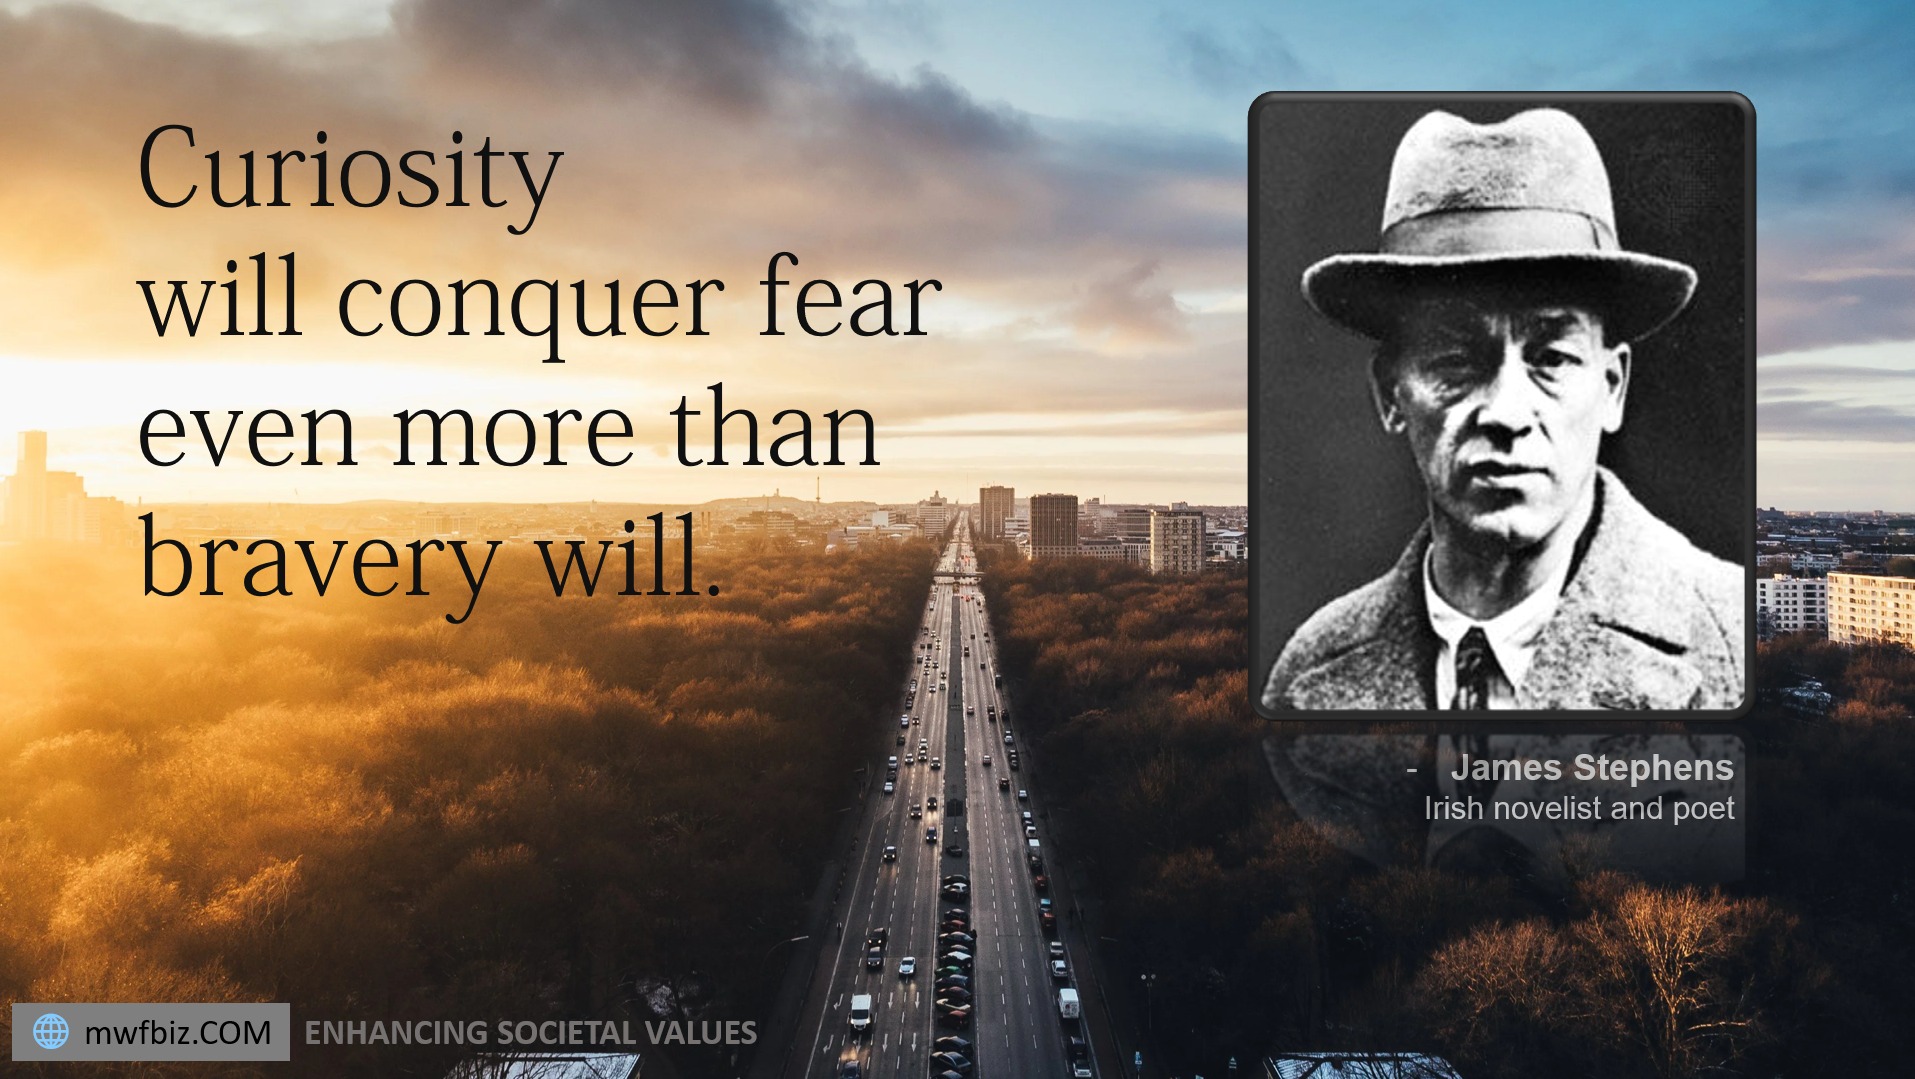 Curiosity
will conquer fear
even more than
bravery will.
- James Stephens
Irish novelist and poet
mwfbiz.COM ENHANCING SOCIETAL VALUES